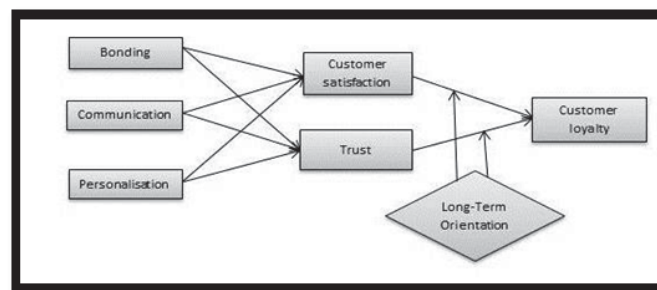 Bonding
Communication
Personalisation
Customer
satisfaction
Trust
Customer
loyalty
Long-Term
Orientation